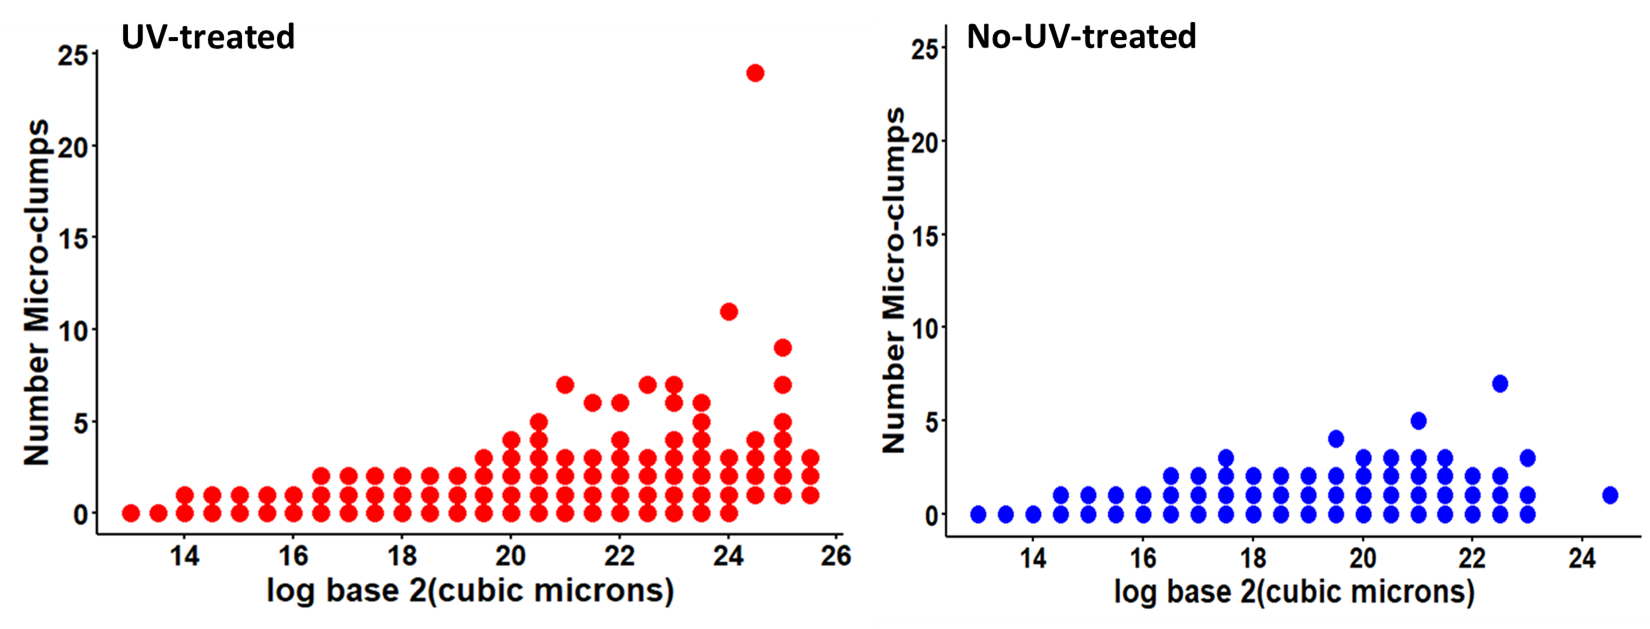 UV-treated
25
20
15
10
5
0
Number Micro-clumps
14 16 18 20 22 24 26
log base 2(cubic microns)
No-UV-treated
25
20
15
10
5
0
Number Micro-clumps
14 16 18 20 22 24
log base 2(cubic microns)